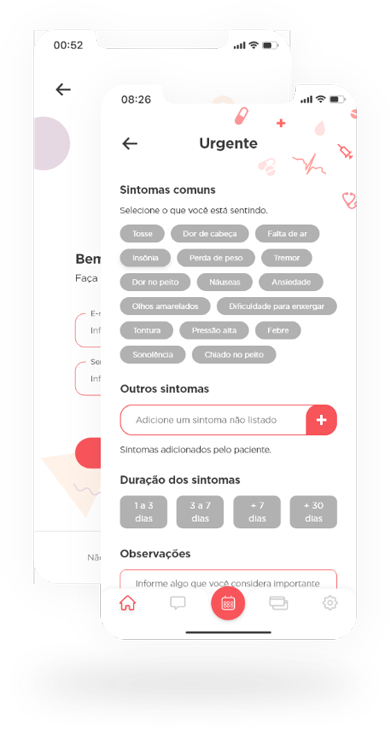 00:52
Bem
Faça
E-m
Inf
Sen
Inf
Nã
08:26
Urgente
Sintomas comuns
Selecione o que você está sentindo.
Tosse Dor de cabeça Falta de ar
Insônia Perda de peso Tremor
Dor no peito Náuseas Ansiedade
Olhos amarelados Dificuldade para enxergar
Tontura Pressão alta Febre
Sonolência Chiado no peito
Outros sintomas
Adicione um sintoma não listado +
Sintomas adicionados pelo paciente.
Duração dos sintomas
1 a 3 3 a 7 + 7 + 30
dias dias dias dias
Observações
Informe algo que você considera importante